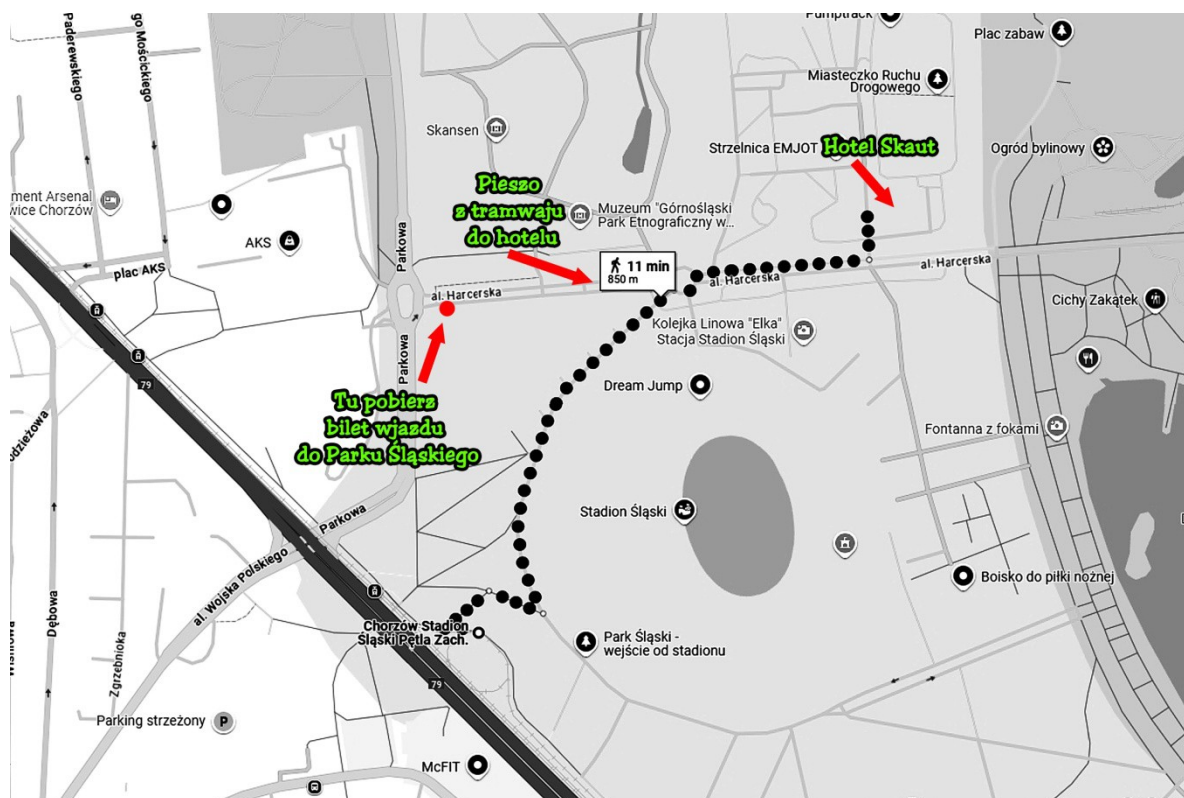 Paderewskiego
go Mościckiego
Pumptrack
Plac zabaw
Miasteczko Ruchu
Drogowego
Skansen
Strzelnica EMJOT
Hotel Skaut
Ogród bylinowy
ment Arsenal
wice Chorzów
Pieszo
z tramwaju
do hotelu
Muzeum "Górnośląski
Park Etnograficzny w...
AKS
plac AKS
Parkowa
11 min
850 m
al. Harcerska
al. Harcerska
al. Harcerska
Cichy Zakątek
Kolejka Linowa "Elka"
Stacja Stadion Śląski
79
Parkowa
Dream Jump
Tu pobierz
bilet wjazdu
do Parku Śląskiego
Fontanna z fokami
odzieżowa
Stadion Śląski
Parkowa
al. Wojska Polskiego
Boisko do piłki nożnej
Dębowa
Zgrzebnioka
Chorzów Stadion
Śląski Pętla Zach.
Park Śląski -
wejście od stadionu
79
Parking strzeżony
P
McFIT